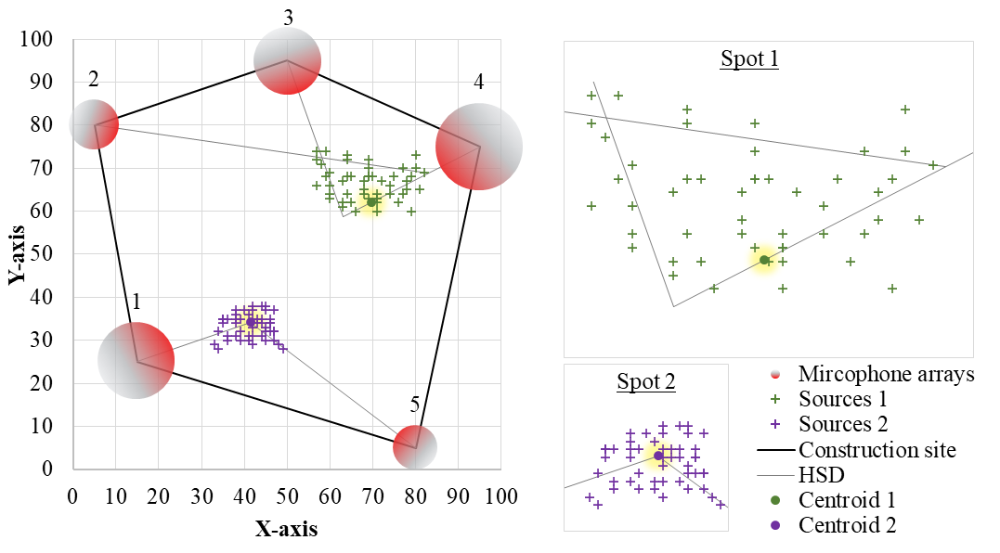 3
100
90
2
4
80
70
60
50
Y-axis
40
1
30
20
5
10
0
0 10 20 30 40 50 60 70 80 90 100
X-axis
Spot 1
Spot 2
Mircophone arrays
Sources 1
Sources 2
Construction site
HSD
Centroid 1
Centroid 2